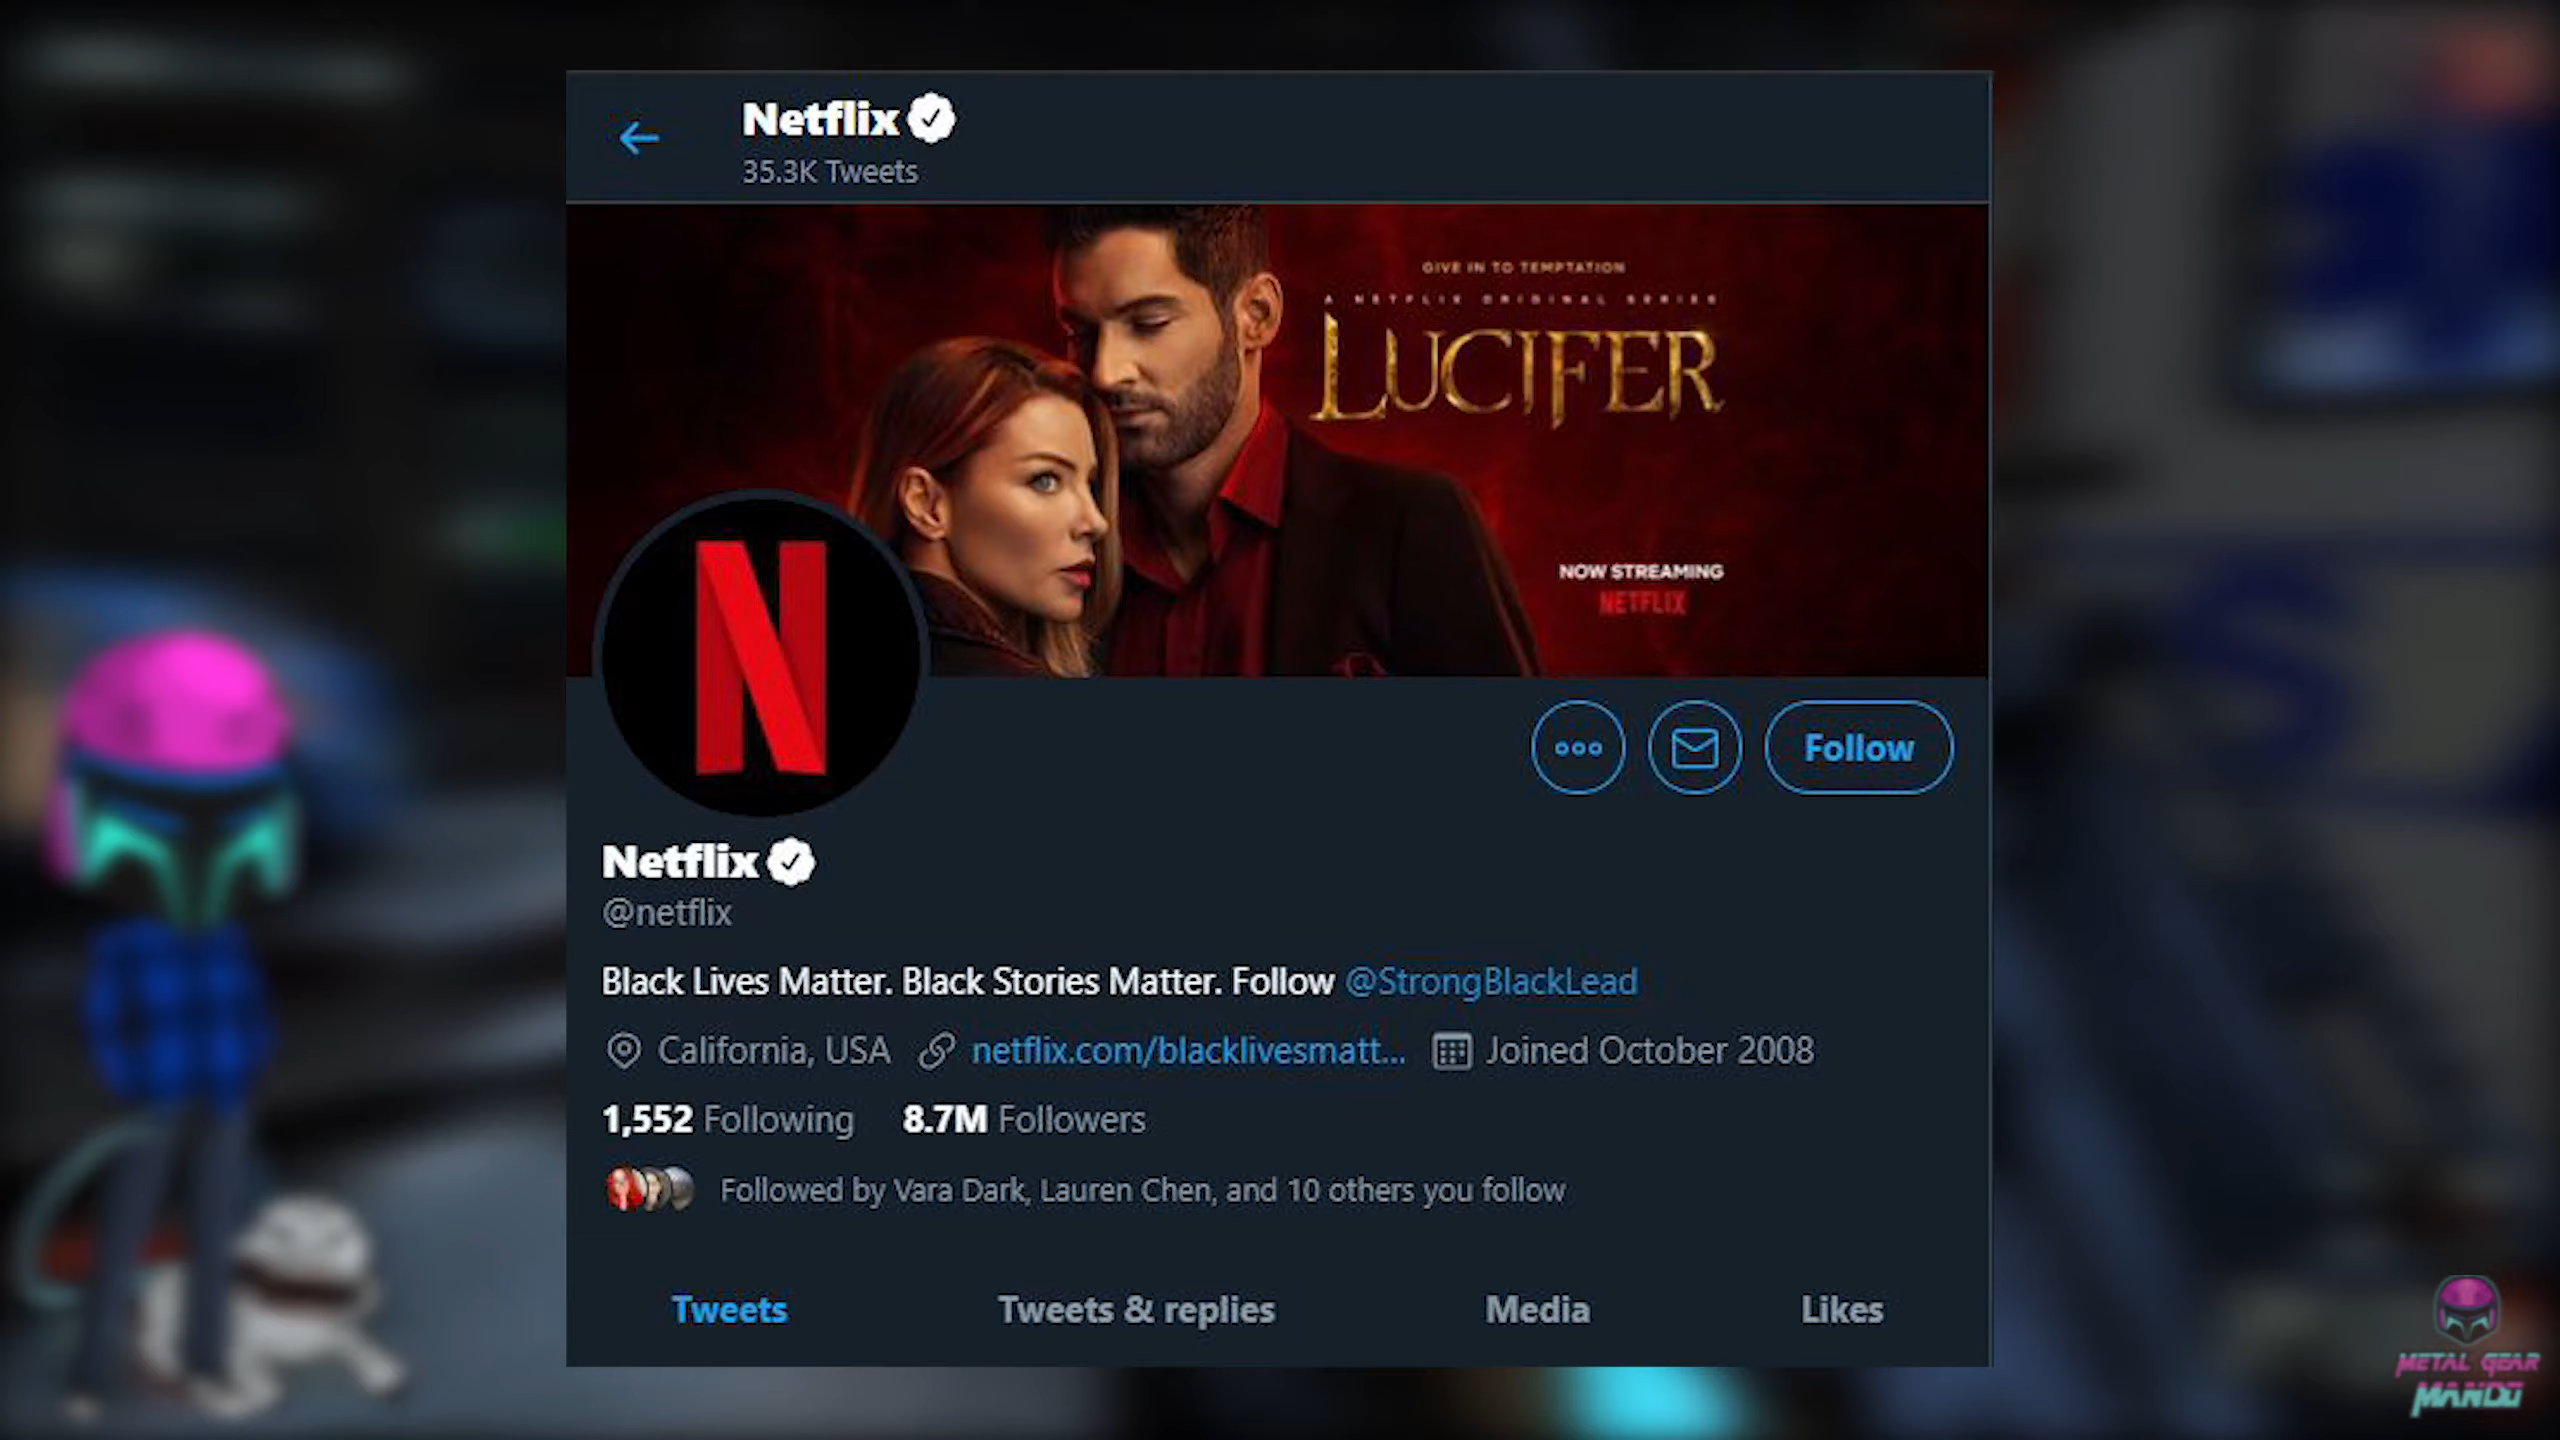 Netflix
35.3K Tweets
GIVE IN TO TEMPTATION
A NETFLIX ORIGINAL SERIES
LUCIFER
NOW STREAMING
NETFLIX
N
Follow
Netflix
@netflix
Black Lives Matter. Black Stories Matter. Follow @StrongBlackLead
California, USA netflix.com/blacklivesmatt... Joined October 2008
1,552 Following 8.7M Followers
Followed by Vara Dark, Lauren Chen, and 10 others you follow
Tweets Tweets & replies Media Likes
METAL GEAR
MANDO